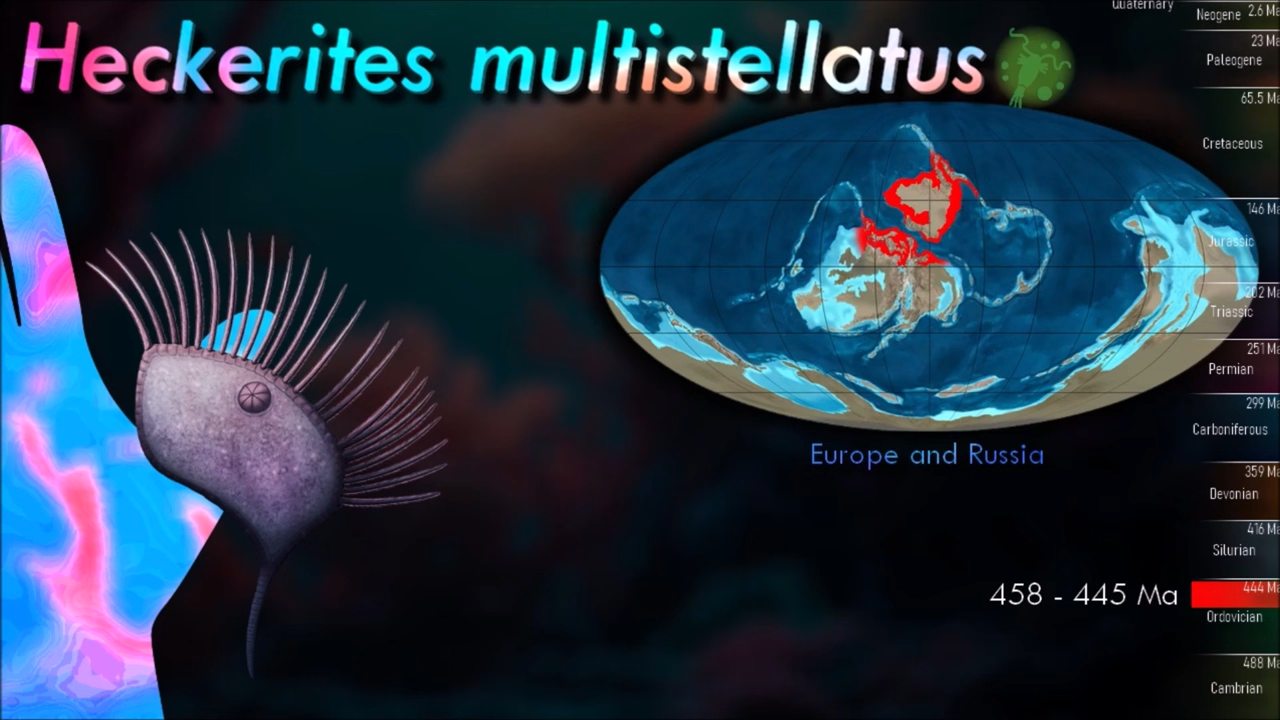 Heckerites multistellatus
Quaternary
2.6 Ma
Neogene
23 Ma
Paleogene
65.5 Ma
Cretaceous
146 Ma
Jurassic
202 Ma
Triassic
251 Ma
Permian
299 Ma
Carboniferous
359 Ma
Devonian
416 Ma
Silurian
444 Ma
Ordovician
488 Ma
Cambrian
Europe and Russia
458 - 445 Ma